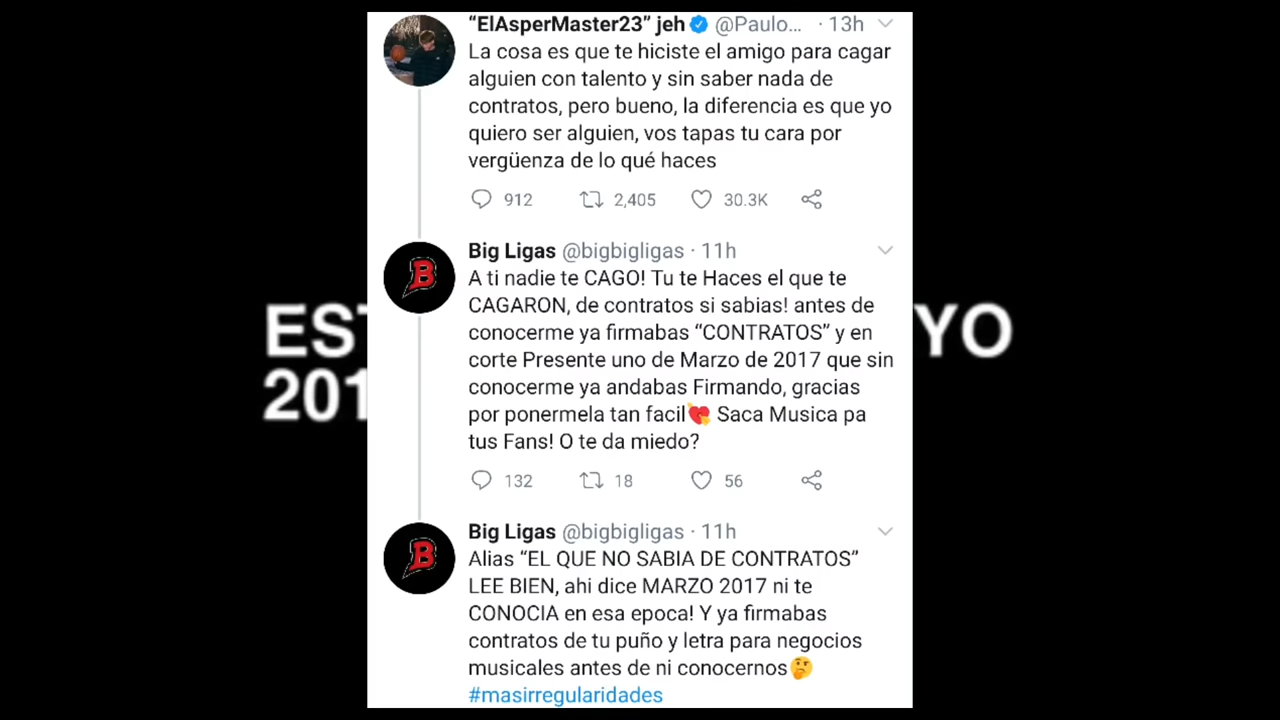 “ElAsperMaster23” jeh @Paulo... · 13h
La cosa es que te hiciste el amigo para cagar
alguien con talento y sin saber nada de
contratos, pero bueno, la diferencia es que yo
quiero ser alguien, vos tapas tu cara por
vergüenza de lo qué haces
912 2,405 30.3K
Big Ligas @bigbigligas · 11h
A ti nadie te CAGO! Tu te Haces el que te
CAGARON, de contratos si sabias! antes de
conocerme ya firmabas “CONTRATOS” y en
corte Presente uno de Marzo de 2017 que sin
conocerme ya andabas Firmando, gracias
por ponermela tan facil💘 Saca Musica pa
tus Fans! O te da miedo?
132 18 56
Big Ligas @bigbigligas · 11h
Alias “EL QUE NO SABIA DE CONTRATOS”
LEE BIEN, ahi dice MARZO 2017 ni te
CONOCIA en esa epoca! Y ya firmabas
contratos de tu puño y letra para negocios
musicales antes de ni conocernos🤔
#masirregularidades
B
B
YO